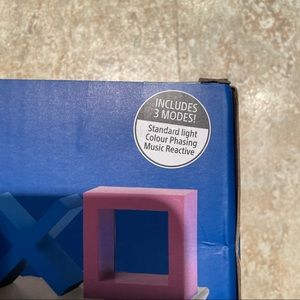 INCLUDES
3 MODES!
Standard light
Colour Phasing
Music Reactive